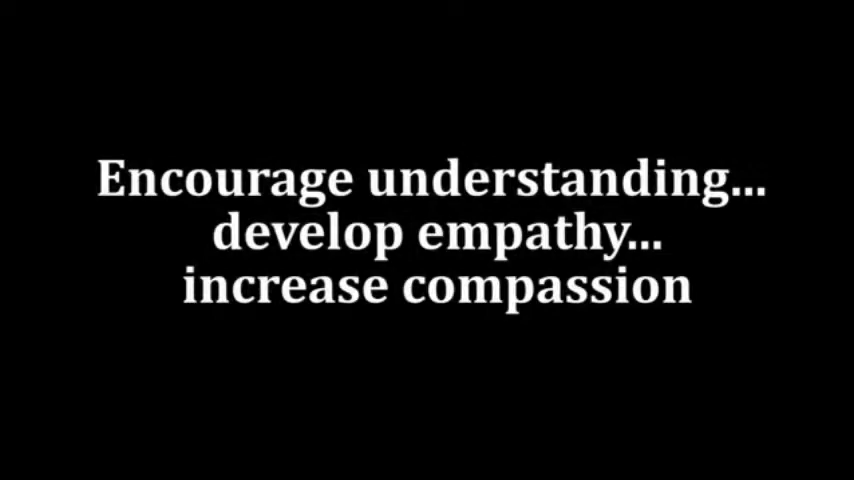 Encourage understanding...
develop empathy...
increase compassion